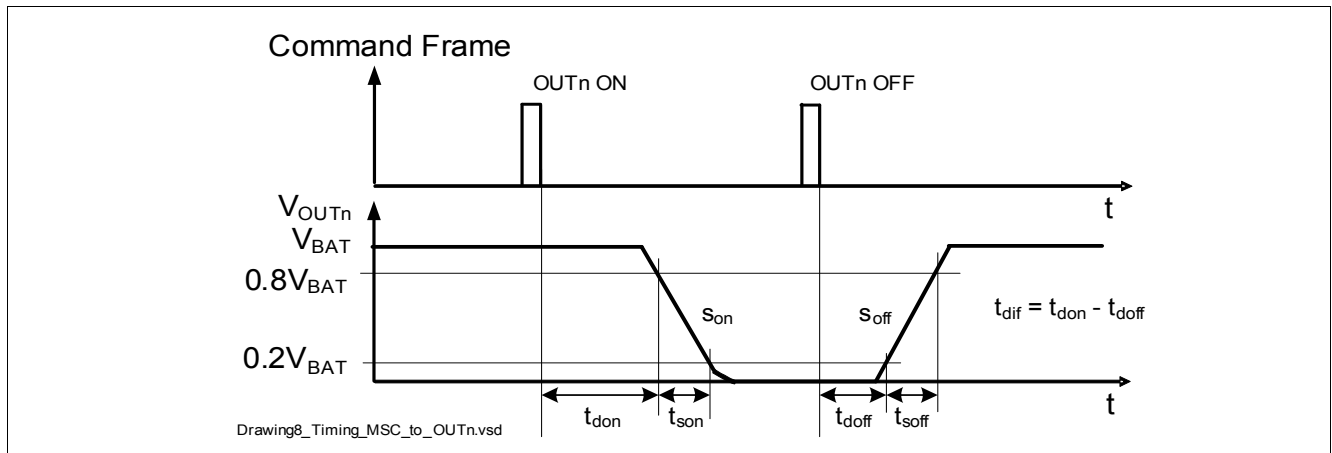 Command Frame
OUTn ON
OUTn OFF
t
VOUTn
VBAT
0.8VBAT
son
soff
tdif = tdon - tdoff
0.2VBAT
t
tdon
tson
tdoff
tsoff
Drawing8_Timing_MSC_to_OUTn.vsd